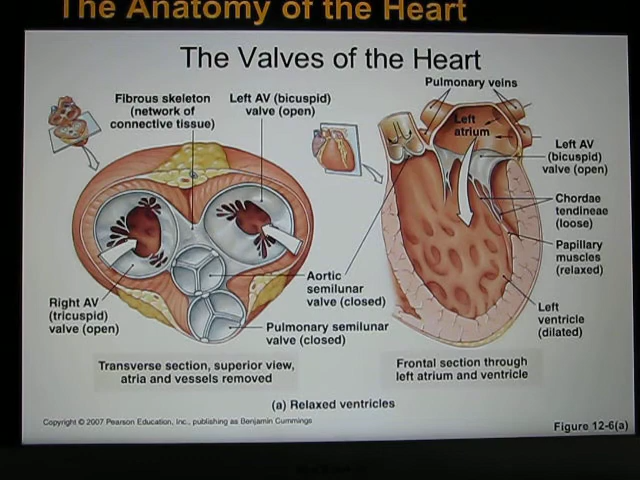 The Anatomy of the Heart
The Valves of the Heart
Fibrous skeleton
(network of
connective tissue)
Left AV (bicuspid)
valve (open)
Pulmonary veins
Left
atrium
Left AV
(bicuspid)
valve (open)
Chordae
tendineae
(loose)
Papillary
muscles
(relaxed)
Left
ventricle
(dilated)
Aortic
semilunar
valve (closed)
Pulmonary semilunar
valve (closed)
Right AV
(tricuspid)
valve (open)
Transverse section, superior view,
atria and vessels removed
Frontal section through
left atrium and ventricle
(a) Relaxed ventricles
Copyright © 2007 Pearson Education, Inc., publishing as Benjamin Cummings
Figure 12-6(a)